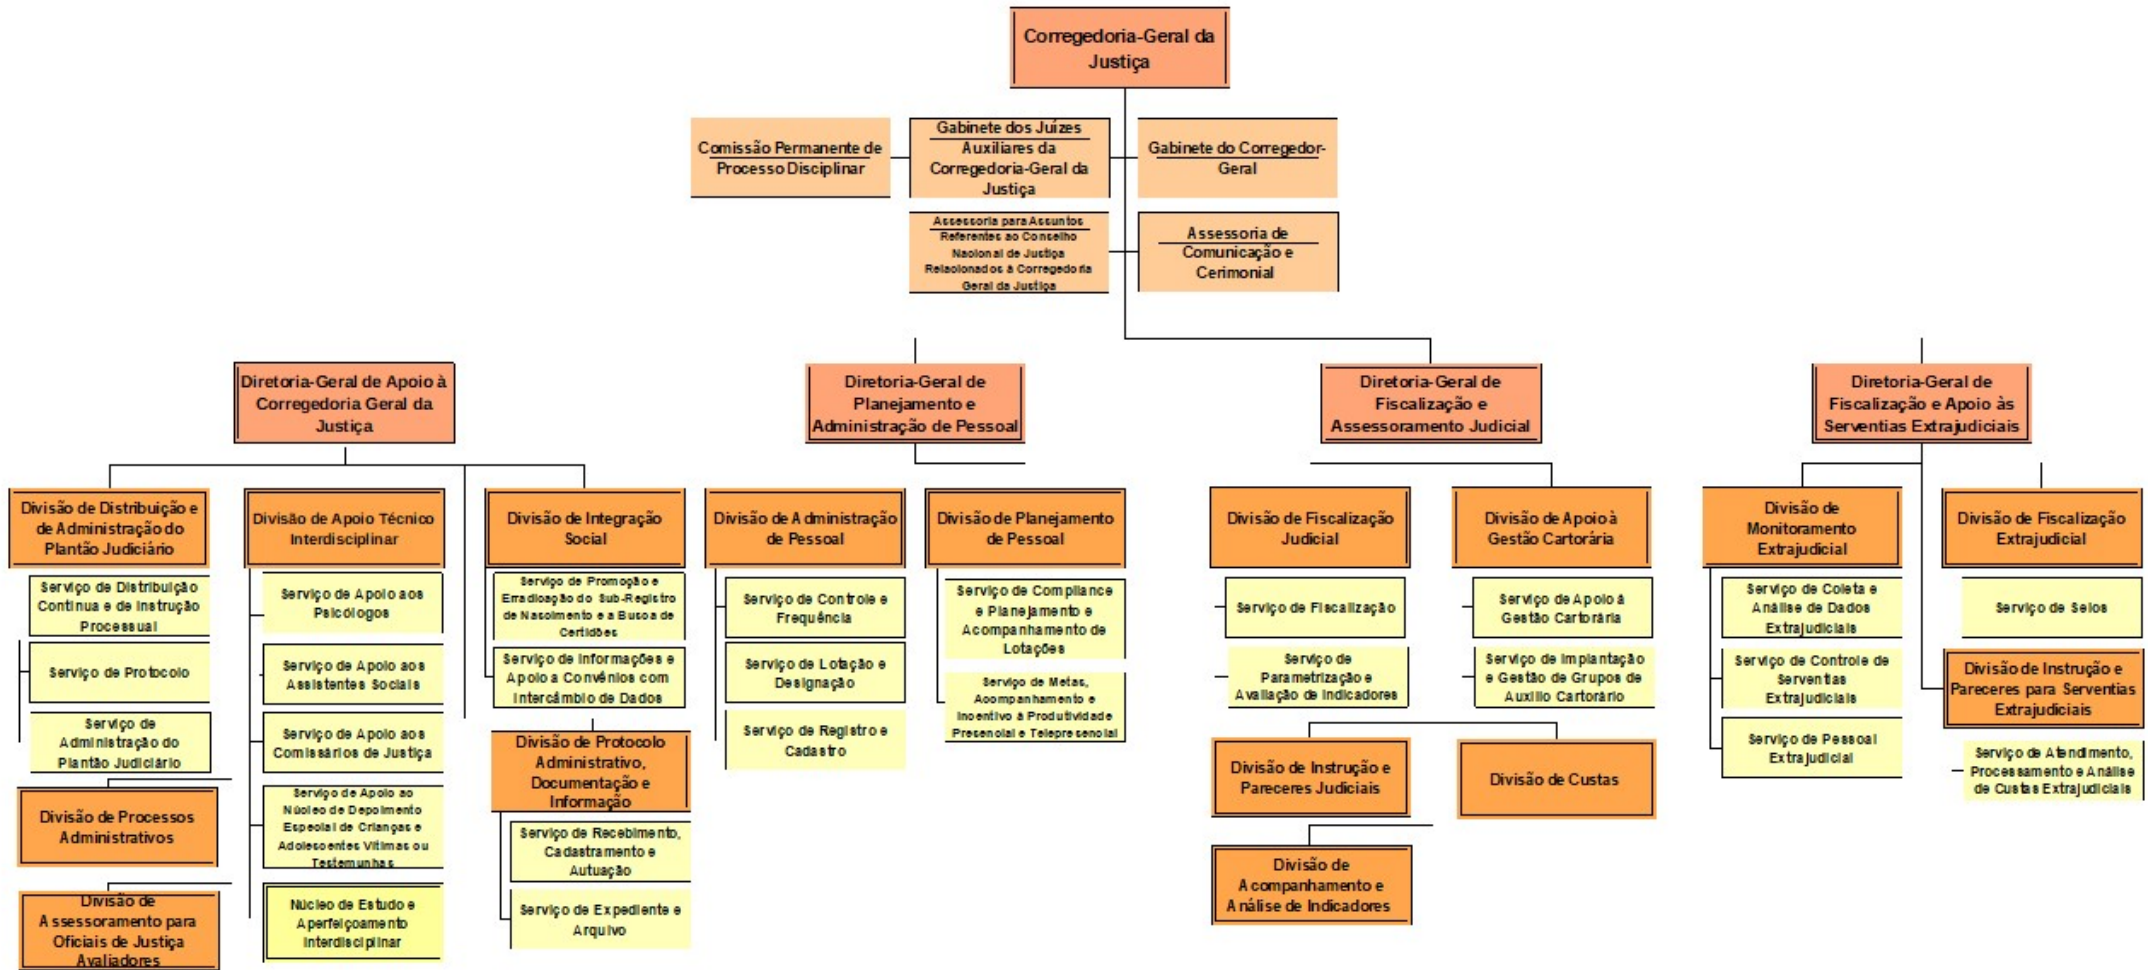 Corregedoria-Geral da
Justiça
Comissão Permanente de
Processo Disciplinar
Gabinete dos Juízes
Auxiliares da
Corregedoria-Geral da
Justiça
Gabinete do Corregedor-
Geral
Assessoria para Assuntos
Referentes ao Conselho
Nacional de Justiça
Relacionados à Corregedoria
Geral da Justiça
Assessoria de
Comunicação e
Cerimonial
Diretoria-Geral de Apoio à
Corregedoria Geral da
Justiça
Diretoria-Geral de
Planejamento e
Administração de Pessoal
Diretoria-Geral de
Fiscalização e
Assessoramento Judicial
Diretoria-Geral de
Fiscalização e Apoio às
Serventias Extrajudiciais
Divisão de Distribuição e
de Administração do
Plantão Judiciário
Serviço de Distribuição
Contínua e de Instrução
Processual
Serviço de Protocolo
Serviço de
Administração do
Plantão Judiciário
Divisão de Processos
Administrativos
Divisão de
Assessoramento para
Oficiais de Justiça
Avaliadores
Divisão de Apoio Técnico
Interdisciplinar
Serviço de Apoio aos
Psicólogos
Serviço de Apoio aos
Assistentes Sociais
Serviço de Apoio aos
Comissários de Justiça
Serviço de Apoio ao
Núcleo de Depoimento
Especial de Crianças e
Adolescentes Vítimas ou
Testemunhas
Núcleo de Estudo e
Aperfeiçoamento
Interdisciplinar
Divisão de Integração
Social
Serviço de Promoção e
Erradicação do Sub-Registro
de Nascimento e a Busca de
Certidões
Serviço de Informações e
Apoio a Convênios com
Intercâmbio de Dados
Divisão de Protocolo
Administrativo,
Documentação e
Informação
Serviço de Recebimento,
Cadastramento e
Autuação
Serviço de Expediente e
Arquivo
Divisão de Administração
de Pessoal
Serviço de Controle e
Frequência
Serviço de Lotação e
Designação
Serviço de Registro e
Cadastro
Divisão de Planejamento
de Pessoal
Serviço de Compliance
e Planejamento e
Acompanhamento de
Lotações
Serviço de Metas,
Acompanhamento e
Incentivo à Produtividade
Presencial e Telepresencial
Divisão de Fiscalização
Judicial
Serviço de Fiscalização
Serviço de
Parametrização e
Avaliação de Indicadores
Divisão de Instrução e
Pareceres Judiciais
Divisão de
Acompanhamento e
Análise de Indicadores
Divisão de Apoio à
Gestão Cartorária
Serviço de Apoio à
Gestão Cartorária
Serviço de Implantação
e Gestão de Grupos de
Auxílio Cartorário
Divisão de Custas
Divisão de
Monitoramento
Extrajudicial
Serviço de Coleta e
Análise de Dados
Extrajudiciais
Serviço de Controle de
Serventias
Extrajudiciais
Serviço de Pessoal
Extrajudicial
Divisão de Fiscalização
Extrajudicial
Serviço de Selos
Divisão de Instrução e
Pareceres para Serventias
Extrajudiciais
Serviço de Atendimento,
Processamento e Análise
de Custas Extrajudiciais